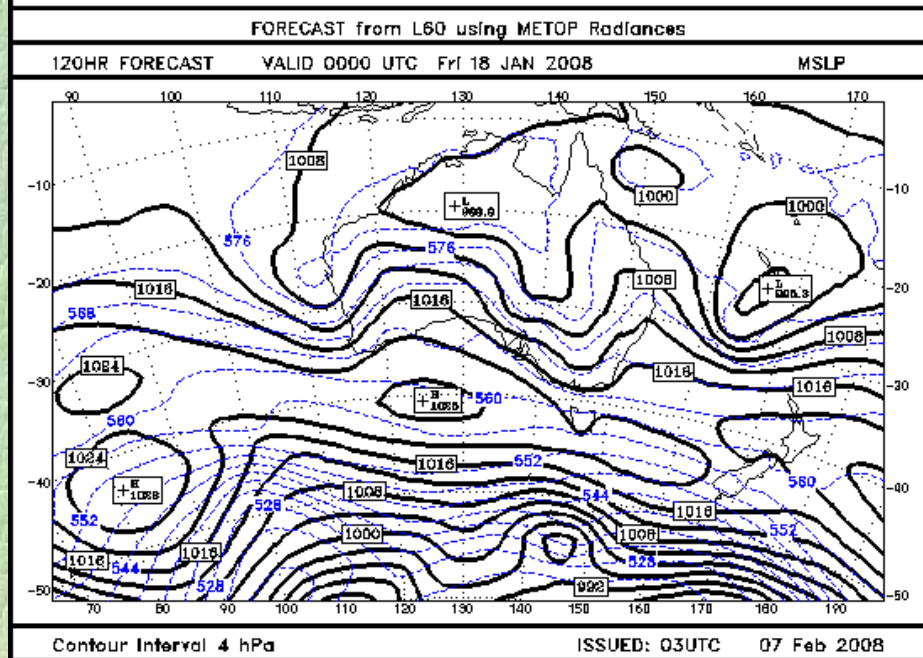 FORECAST from L60 using METOP Radiances
120HR FORECAST VALID 0000 UTC Fri 18 JAN 2008 MSLP
90 100 110 120 130 140 150 160 170
1008
-10 -10
1000
1000
L
576
576
L
-20 1016 1008 -20
1016
568
1008
1024 1016 1016
-30 -30
H
560
560
1024 1016 552 560
H
-40 1008 544 1016 -40
552 528 552
1000 1008
1016 1016
544 528
528 992
-50 -50
70 80 90 100 110 120 130 140 150 160 170 180 190
Contour Interval 4 hPa ISSUED: 03UTC 07 Feb 2008